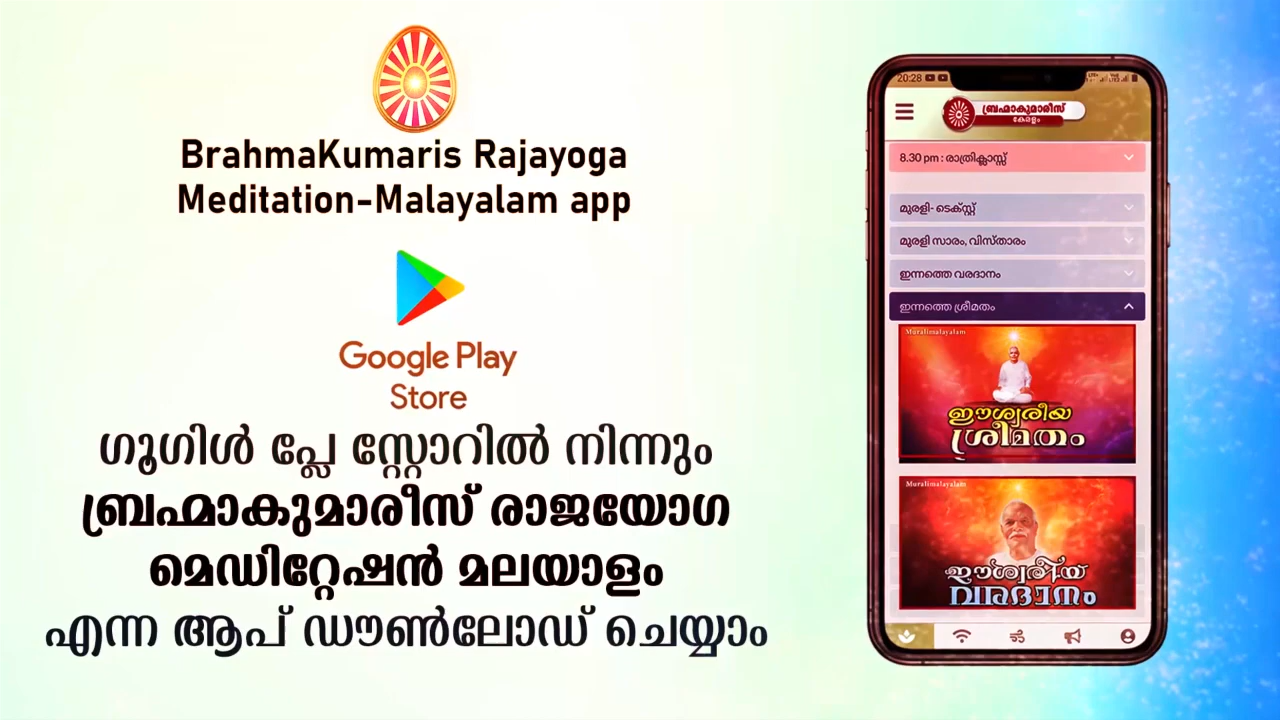 BrahmaKumaris Rajayoga
Meditation-Malayalam app
Google Play
Store
ഗൂഗിൾ പ്ലേ സ്റ്റോറിൽ നിന്നും
ബ്രഹ്മാകുമാരീസ് രാജയോഗ
മെഡിറ്റേഷൻ മലയാളം
എന്ന ആപ് ഡൗൺലോഡ് ചെയ്യാം
20:28
ബ്രഹ്മാകുമാരീസ്
കേരളം
8.30 pm : രാത്രിക്ലാസ്സ്
മുരളി- ടെക്സ്റ്റ്
മുരളി സാരം, വിസ്താരം
ഇന്നത്തെ വരദാനം
ഇന്നത്തെ ശ്രീമതം
Muralimalayalam
ഈശ്വരീയ
ശ്രീമതം
Muralimalayalam
ഈശ്വരീയ
വരദാനം